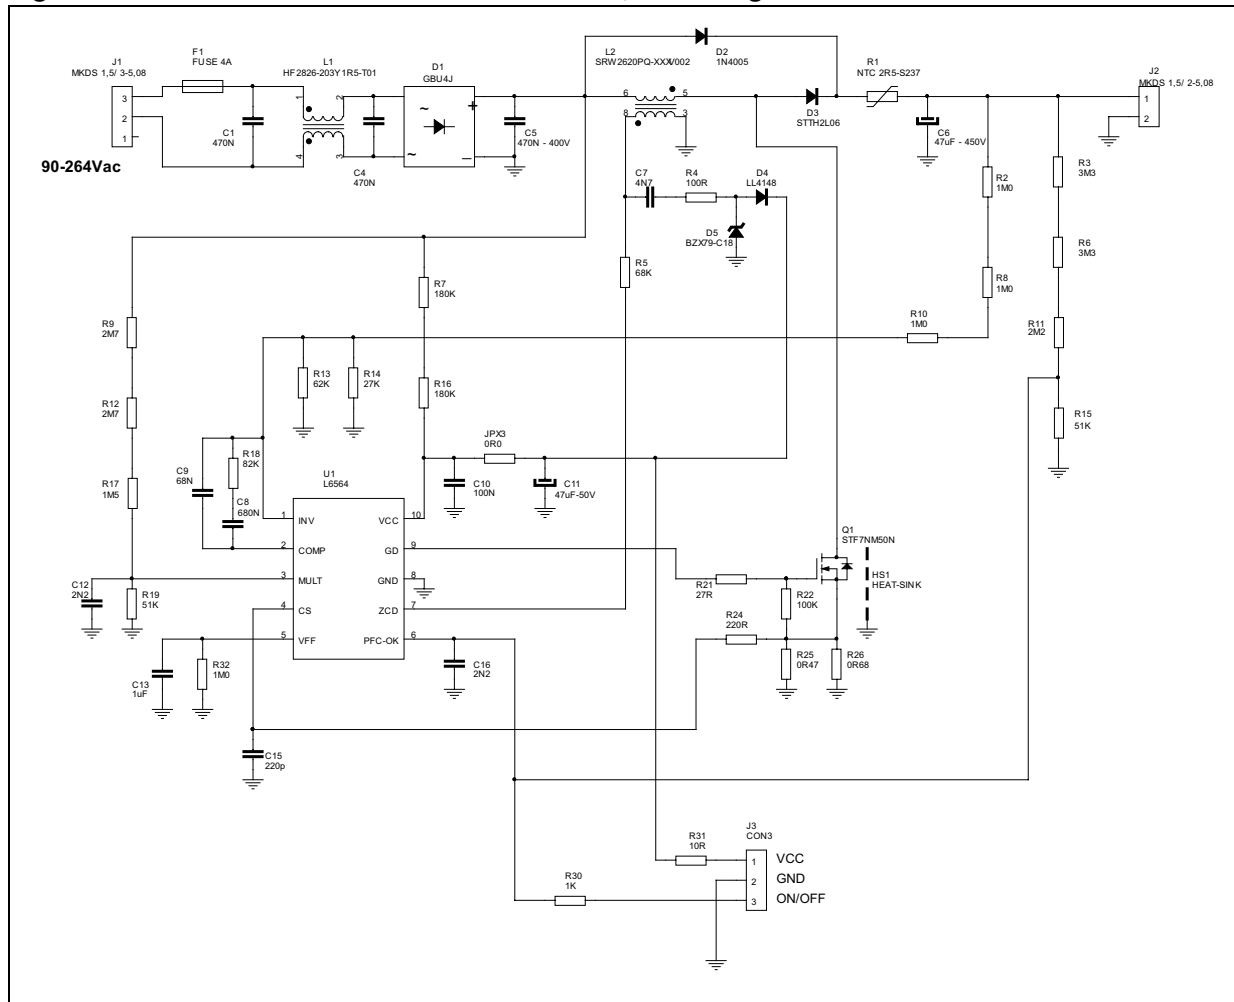 J1
MKDS 1,5/ 3-5,08
3
2
1
90-264Vac
F1
FUSE 4A
C1
470N
L1
HF2826-203Y1R5-T01
1
2
4
3
C4
470N
D1
GBU4J
~
+
~
_
C5
470N - 400V
L2
SRW2620PQ-XXXV002
6
5
8
3
D2
1N4005
D3
STTH2L06
R1
NTC 2R5-S237
C6
47uF - 450V
J2
MKDS 1,5/ 2-5,08
1
2
R2
1M0
R3
3M3
C7
4N7
R4
100R
D4
LL4148
D5
BZX79-C18
R5
68K
R6
3M3
R7
180K
R8
1M0
R9
2M7
R10
1M0
R11
2M2
R12
2M7
R13
62K
R14
27K
R16
180K
R15
51K
JPX3
0R0
R17
1M5
C9
68N
R18
82K
C8
680N
C10
100N
C11
47uF-50V
U1
L6564
1
INV
VCC
10
2
COMP
GD
9
3
MULT
GND
8
4
CS
ZCD
7
5
VFF
PFC-OK
6
Q1
STF7NM50N
HS1
HEAT-SINK
C12
2N2
R19
51K
R21
27R
R22
100K
R24
220R
R25
0R47
R26
0R68
C13
1uF
R32
1M0
C16
2N2
C15
220p
J3
CON3
R31
10R
1
VCC
2
GND
R30
1K
3
ON/OFF